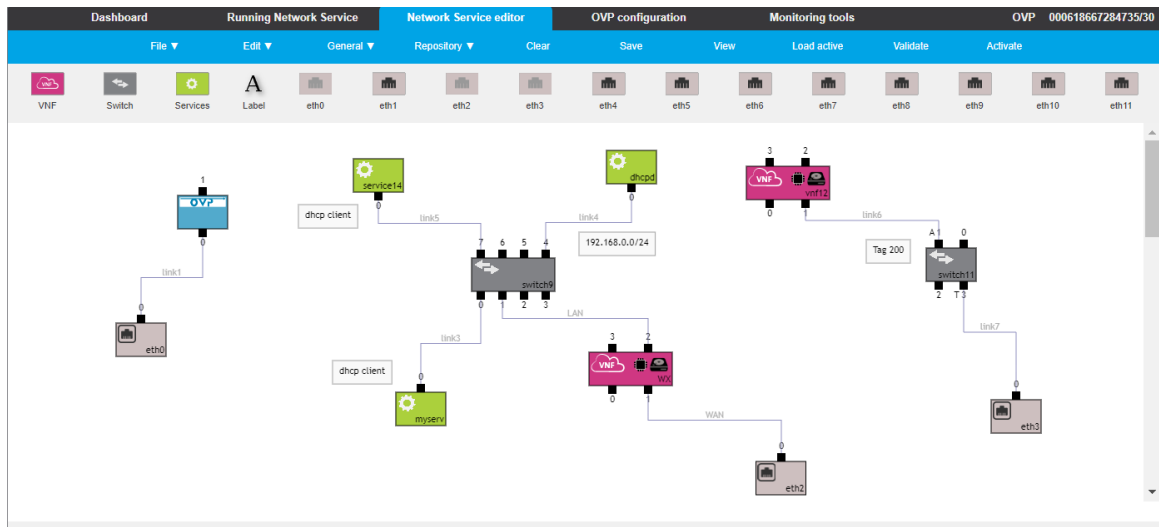 Dashboard Running Network Service Network Service editor OVP configuration Monitoring tools OVP 000618667284735/30
File ▼ Edit ▼ General ▼ Repository ▼ Clear Save View Load active Validate Activate
VNF
A
VNF Switch Services Label eth0 eth1 eth2 eth3 eth4 eth5 eth6 eth7 eth8 eth9 eth10 eth11
3 2
dhcpd
VNF
1
service14
vnf12
OVP
0
0
0 1
dhcp client
link5
link4
link6
0
7 6 5 4
192.168.0.0/24
A 1 0
Tag 200
link1
switch9
switch11
0 1 2 3
2 T 3
0
LAN
eth0
link3
3 2
link7
VNF
dhcp client
0
WX
0
0 1
myserv
WAN
eth3
0
eth2